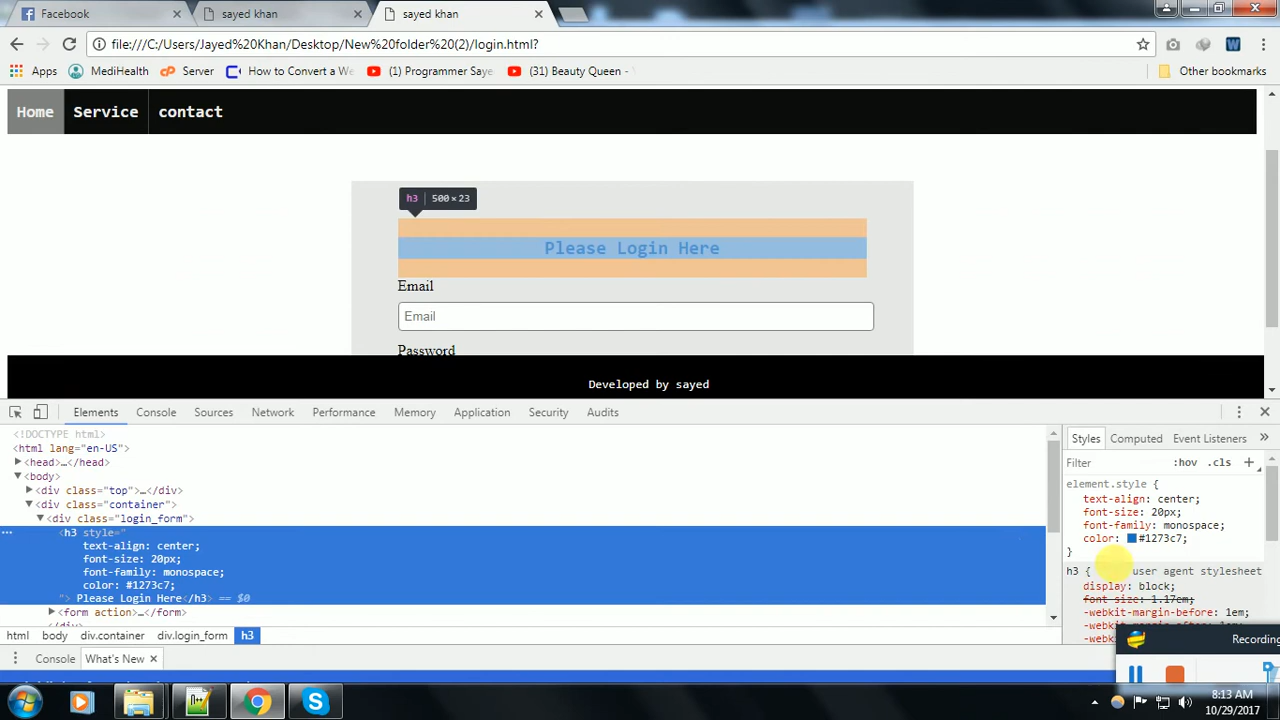 Facebook
sayed khan
sayed khan
file:///C:/Users/Jayed%20Khan/Desktop/New%20folder%20(2)/login.html?
Apps
MediHealth
Server
How to Convert a We
(1) Programmer Saye
(31) Beauty Queen -
Other bookmarks
Home
Service
contact
h3 500×23
Please Login Here
Email
Email
Password
Developed by sayed
Elements
Console
Sources
Network
Performance
Memory
Application
Security
Audits
<!DOCTYPE html>
<html lang="en-US">
<head>…</head>
<body>
<div class="top">…</div>
<div class="container">
<div class="login_form">
<h3 style="
text-align: center;
font-size: 20px;
font-family: monospace;
color: #1273c7;
"> Please Login Here</h3> == $0
<form action>…</form>
html
body
div.container
div.login_form
h3
Console
What's New
Styles
Computed
Event Listeners
Filter
:hov
.cls
element.style {
text-align: center;
font-size: 20px;
font-family: monospace;
color: #1273c7;
}
h3 {
user agent stylesheet
display: block;
font-size: 1.17em;
-webkit-margin-before: 1em;
Recording
8:13 AM
10/29/2017